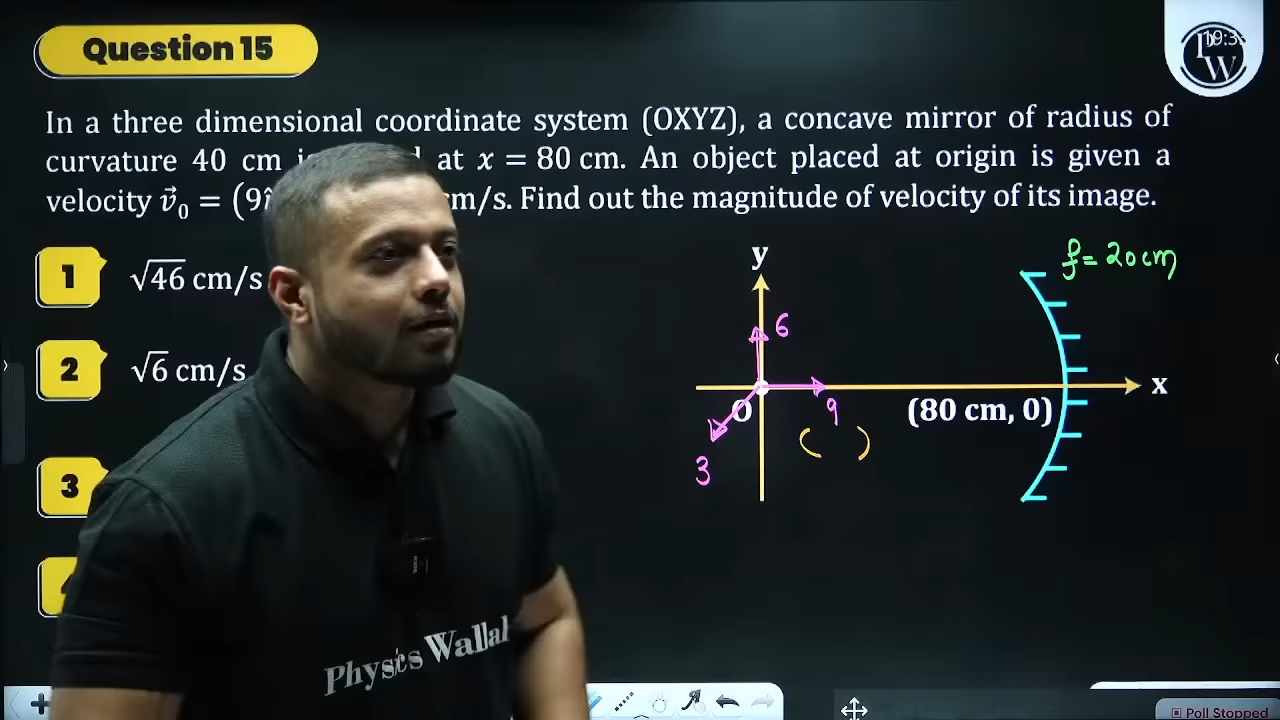 Question 15
In a three dimensional coordinate system (OXYZ), a concave mirror of radius of
curvature 40 cm at x = 80 cm. An object placed at origin is given a
velocity v⃗₀ = (9 cm/s. Find out the magnitude of velocity of its image.
1 √46 cm/s
2 √6 cm/s
3
y
f = 20 cm
6
x
O
9
(80 cm, 0)
( )
3
Physics Wallah
P
W
+
Poll Stopped